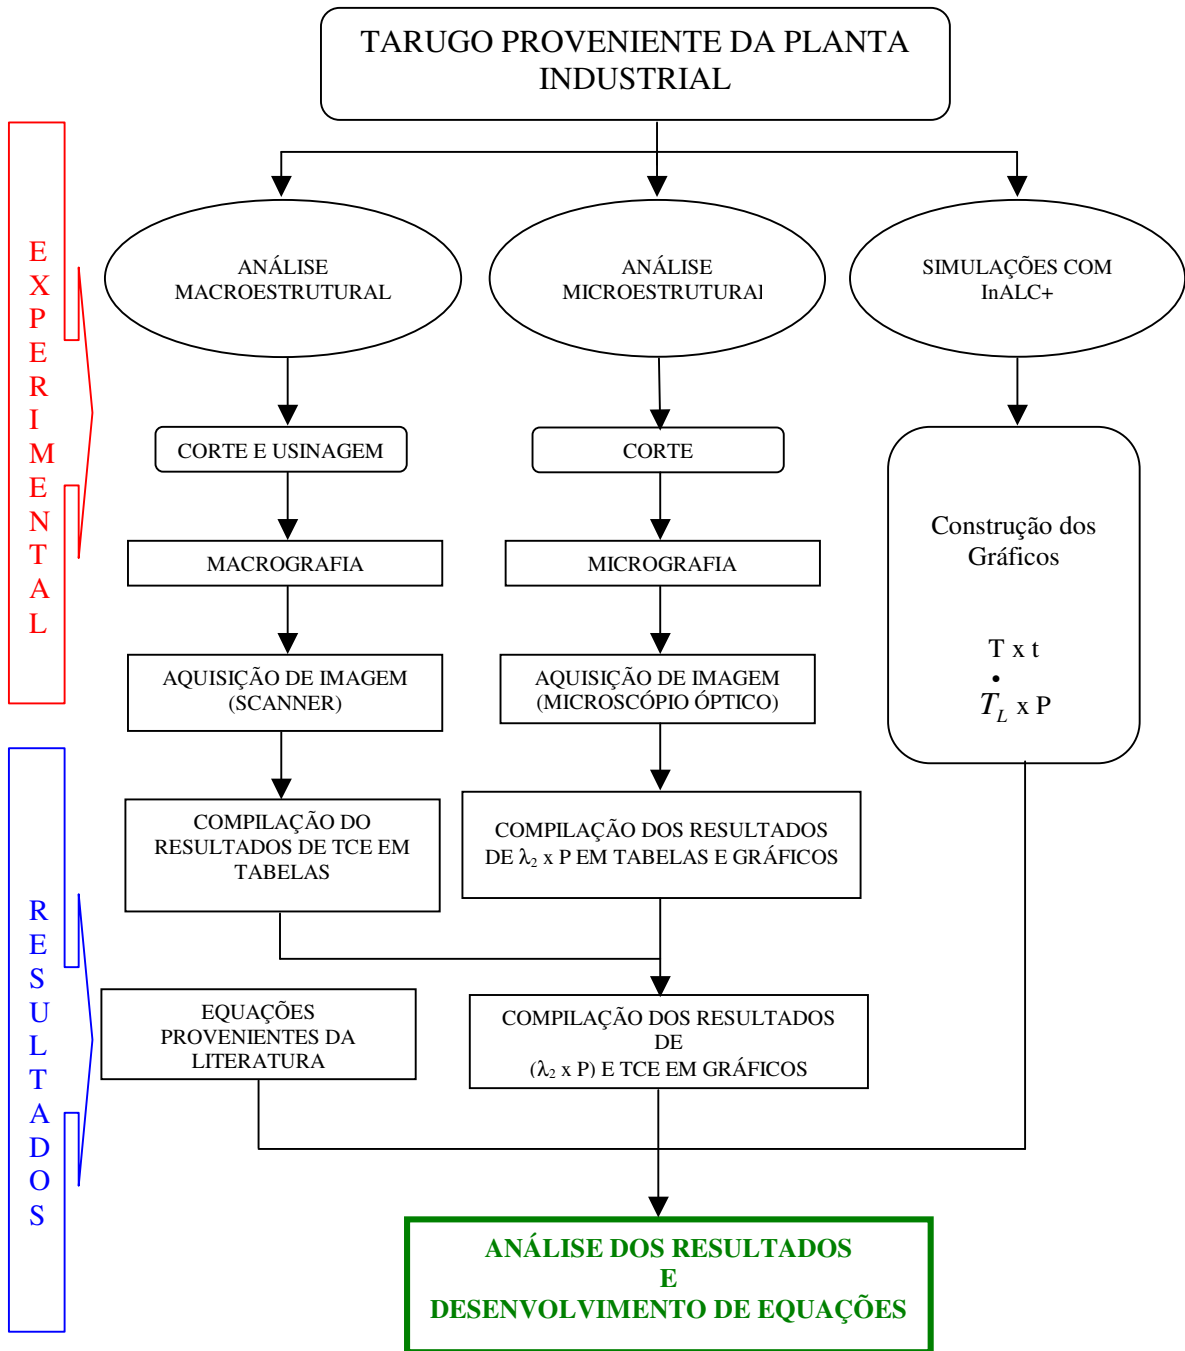 TARUGO PROVENIENTE DA PLANTA
INDUSTRIAL
EXPERIMENTAL
ANÁLISE
MACROESTRUTURAL
ANÁLISE
MICROESTRUTURAL
SIMULAÇÕES COM
InALC+
CORTE E USINAGEM
CORTE
Construção dos
Gráficos
T x t
Ṫ_L x P
MACROGRAFIA
MICROGRAFIA
AQUISIÇÃO DE IMAGEM
(SCANNER)
AQUISIÇÃO DE IMAGEM
(MICROSCÓPIO ÓPTICO)
RESULTADOS
COMPILAÇÃO DO
RESULTADOS DE TCE EM
TABELAS
COMPILAÇÃO DOS RESULTADOS
DE λ₂ x P EM TABELAS E GRÁFICOS
EQUAÇÕES
PROVENIENTES DA
LITERATURA
COMPILAÇÃO DOS RESULTADOS
DE
(λ₂ x P) E TCE EM GRÁFICOS
ANÁLISE DOS RESULTADOS
E
DESENVOLVIMENTO DE EQUAÇÕES